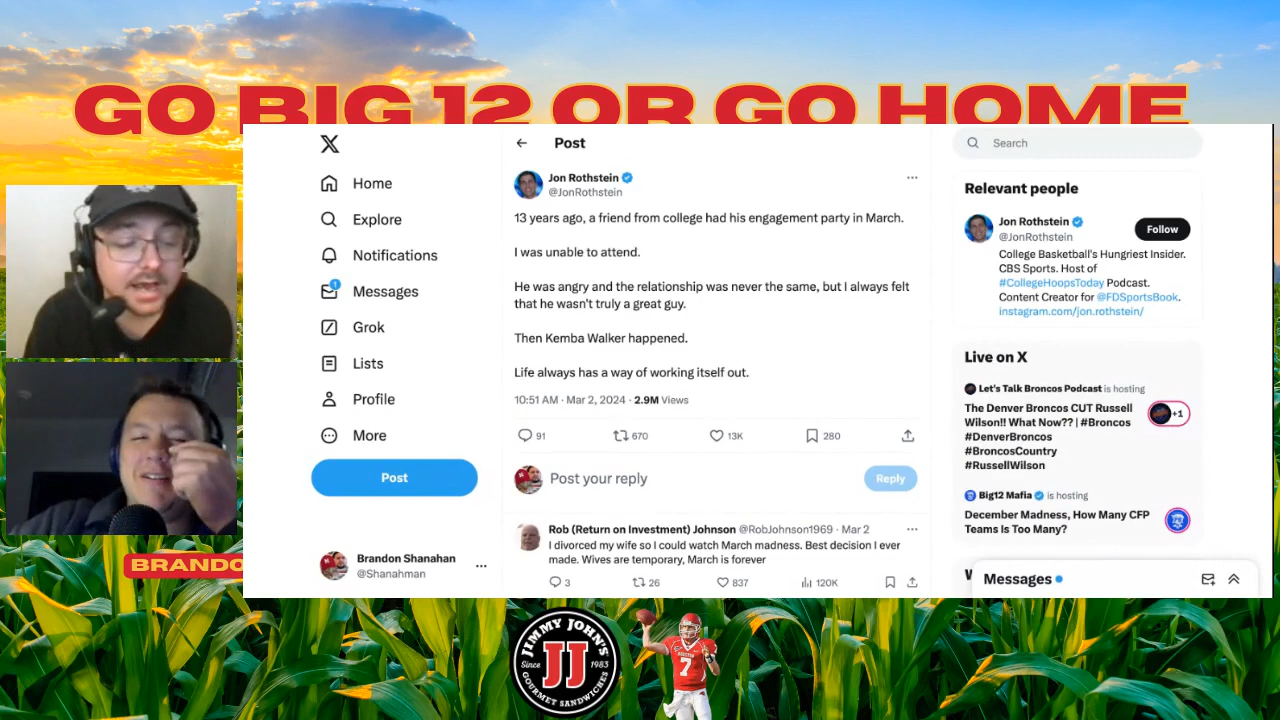 GO BIG 12 OR GO HOME
Post
Search
Home
Explore
Notifications
1
Messages
Grok
Lists
Profile
More
Post
Brandon Shanahan
@Shanahman
Jon Rothstein
@JonRothstein
13 years ago, a friend from college had his engagement party in March.
I was unable to attend.
He was angry and the relationship was never the same, but I always felt
that he wasn't truly a great guy.
Then Kemba Walker happened.
Life always has a way of working itself out.
10:51 AM · Mar 2, 2024 · 2.9M Views
91 670 13K 280
Post your reply
Reply
Rob (Return on Investment) Johnson @RobJohnson1969 · Mar 2
I divorced my wife so I could watch March madness. Best decision I ever
made. Wives are temporary, March is forever
3 26 837 120K
Relevant people
Jon Rothstein
@JonRothstein
Follow
College Basketball's Hungriest Insider.
CBS Sports. Host of
#CollegeHoopsToday Podcast.
Content Creator for @FDSportsBook.
instagram.com/jon.rothstein/
Live on X
Let's Talk Broncos Podcast is hosting
The Denver Broncos CUT Russell
Wilson!! What Now?? | #Broncos
#DenverBroncos
#BroncosCountry
#RussellWilson
+1
Big12 Mafia is hosting
December Madness, How Many CFP
Teams Is Too Many?
Messages
BRANDO
JIMMY JOHN'S
Since JJ 1983
GOURMET SANDWICHES
HOUSTON
7